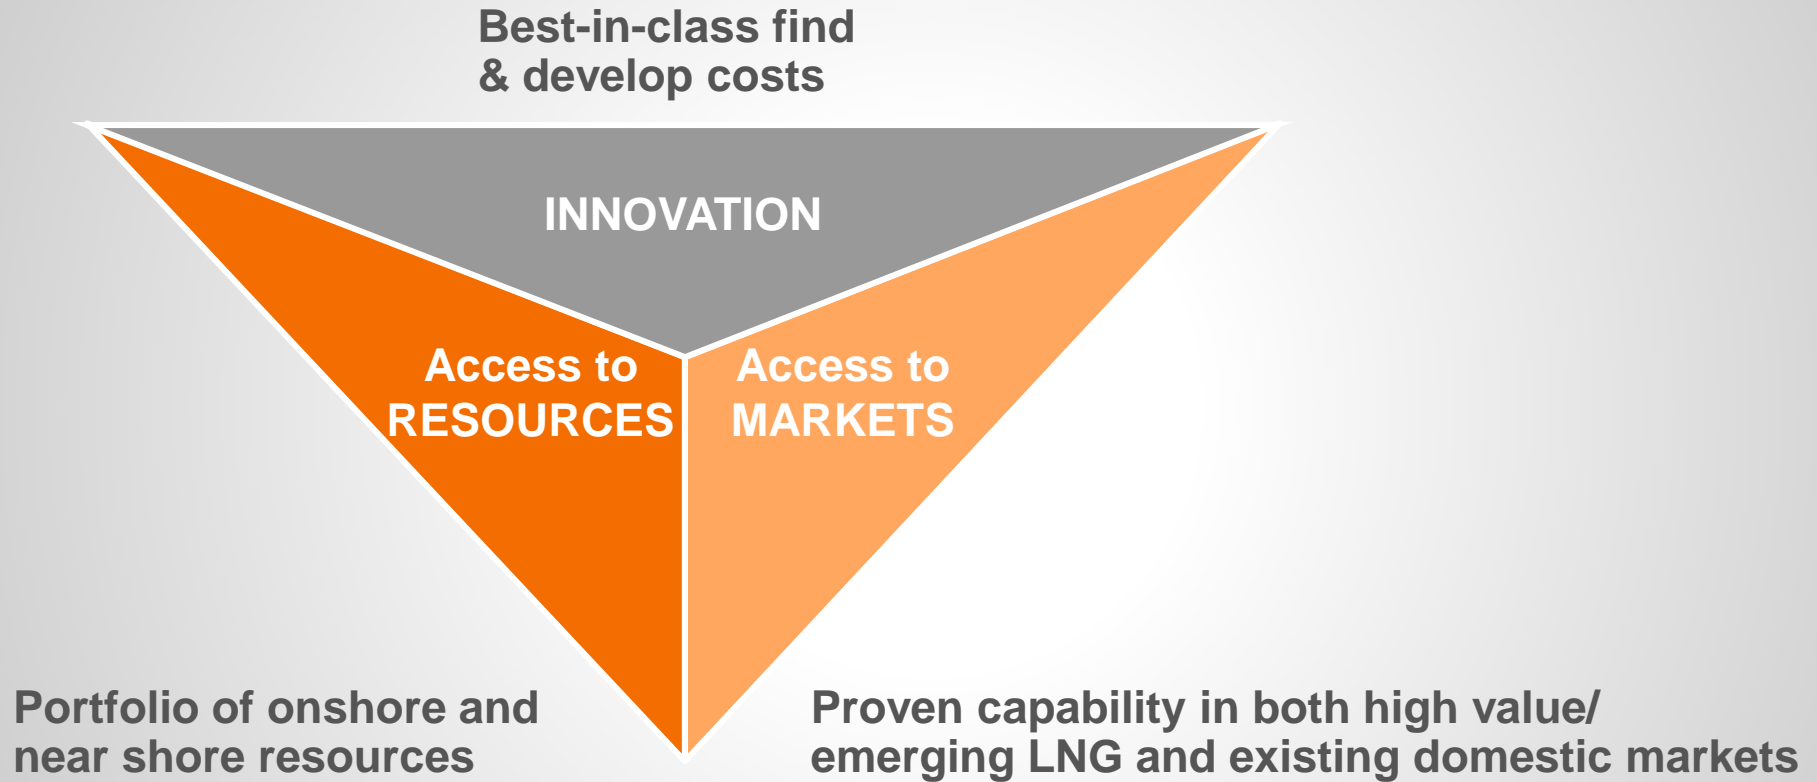 Best-in-class find
& develop costs
INNOVATION
Access to
RESOURCES
Access to
MARKETS
Portfolio of onshore and
near shore resources
Proven capability in both high value/
emerging LNG and existing domestic markets